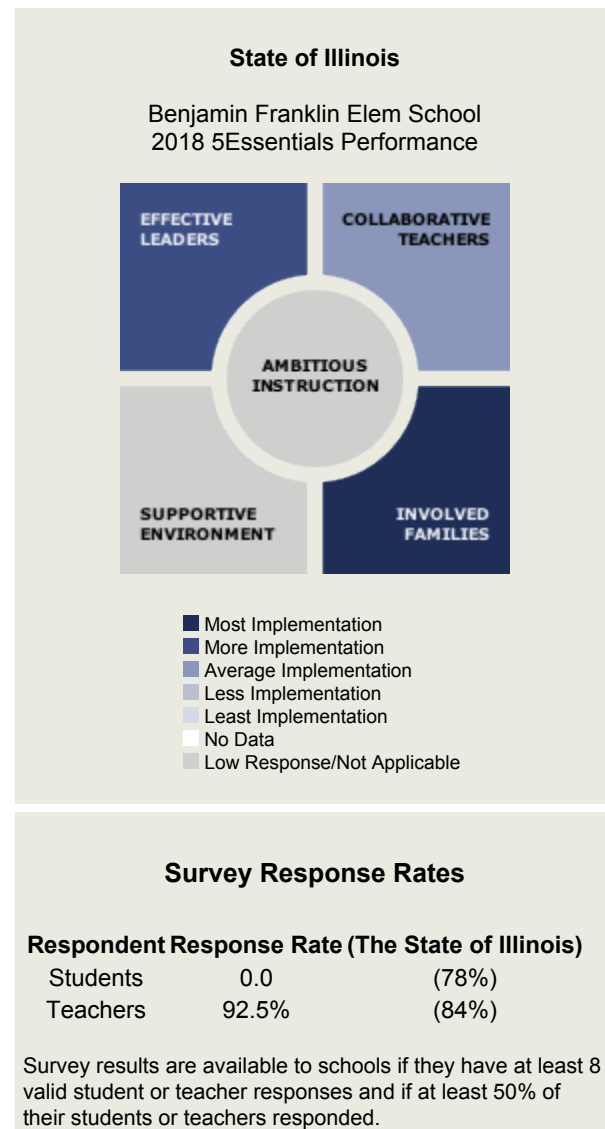 State of Illinois
Benjamin Franklin Elem School
2018 5Essentials Performance
EFFECTIVE
LEADERS
COLLABORATIVE
TEACHERS
AMBITIOUS
INSTRUCTION
SUPPORTIVE
ENVIRONMENT
INVOLVED
FAMILIES
Most Implementation
More Implementation
Average Implementation
Less Implementation
Least Implementation
No Data
Low Response/Not Applicable
Survey Response Rates
Respondent Response Rate (The State of Illinois)
Students 0.0 (78%)
Teachers 92.5% (84%)
Survey results are available to schools if they have at least 8
valid student or teacher responses and if at least 50% of
their students or teachers responded.